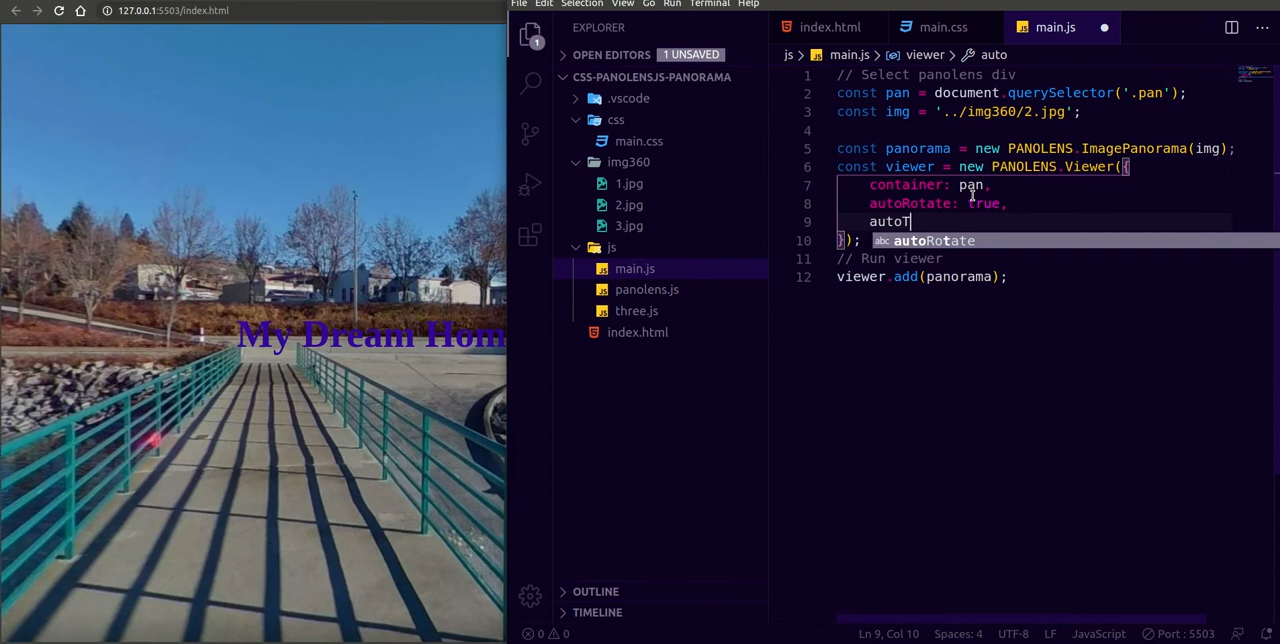 127.0.0.1:5503/index.html
My Dream Hom
File Edit Selection View Go Run Terminal Help
1
EXPLORER
OPEN EDITORS 1 UNSAVED
CSS-PANOLENSJS-PANORAMA
.vscode
css
main.css
img360
1.jpg
2.jpg
3.jpg
js
JS main.js
JS panolens.js
JS three.js
index.html
OUTLINE
TIMELINE
index.html main.css JS main.js
js > JS main.js > viewer > auto
1 // Select panolens div
2 const pan = document.querySelector('.pan');
3 const img = '../img360/2.jpg';
4
5 const panorama = new PANOLENS.ImagePanorama(img);
6 const viewer = new PANOLENS.Viewer({
7 container: pan,
8 autoRotate: true,
9 autoT
10 }); abc autoRotate
11 // Run viewer
12 viewer.add(panorama);
0 0 Ln 9, Col 10 Spaces: 4 UTF-8 LF JavaScript Port : 5503